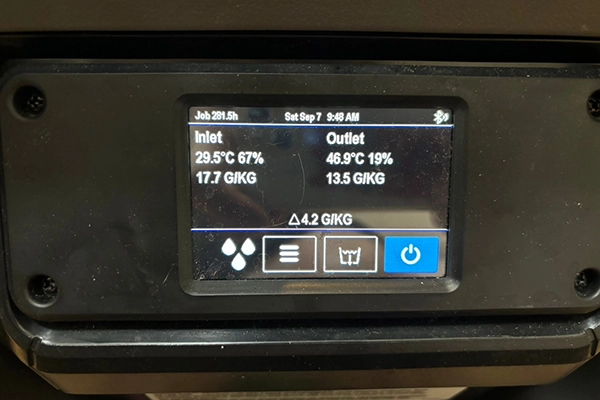 Job 281.5h Sat Sep 7 9:48 AM
Inlet Outlet
29.5°C 67% 46.9°C 19%
17.7 G/KG 13.5 G/KG
△4.2 G/KG